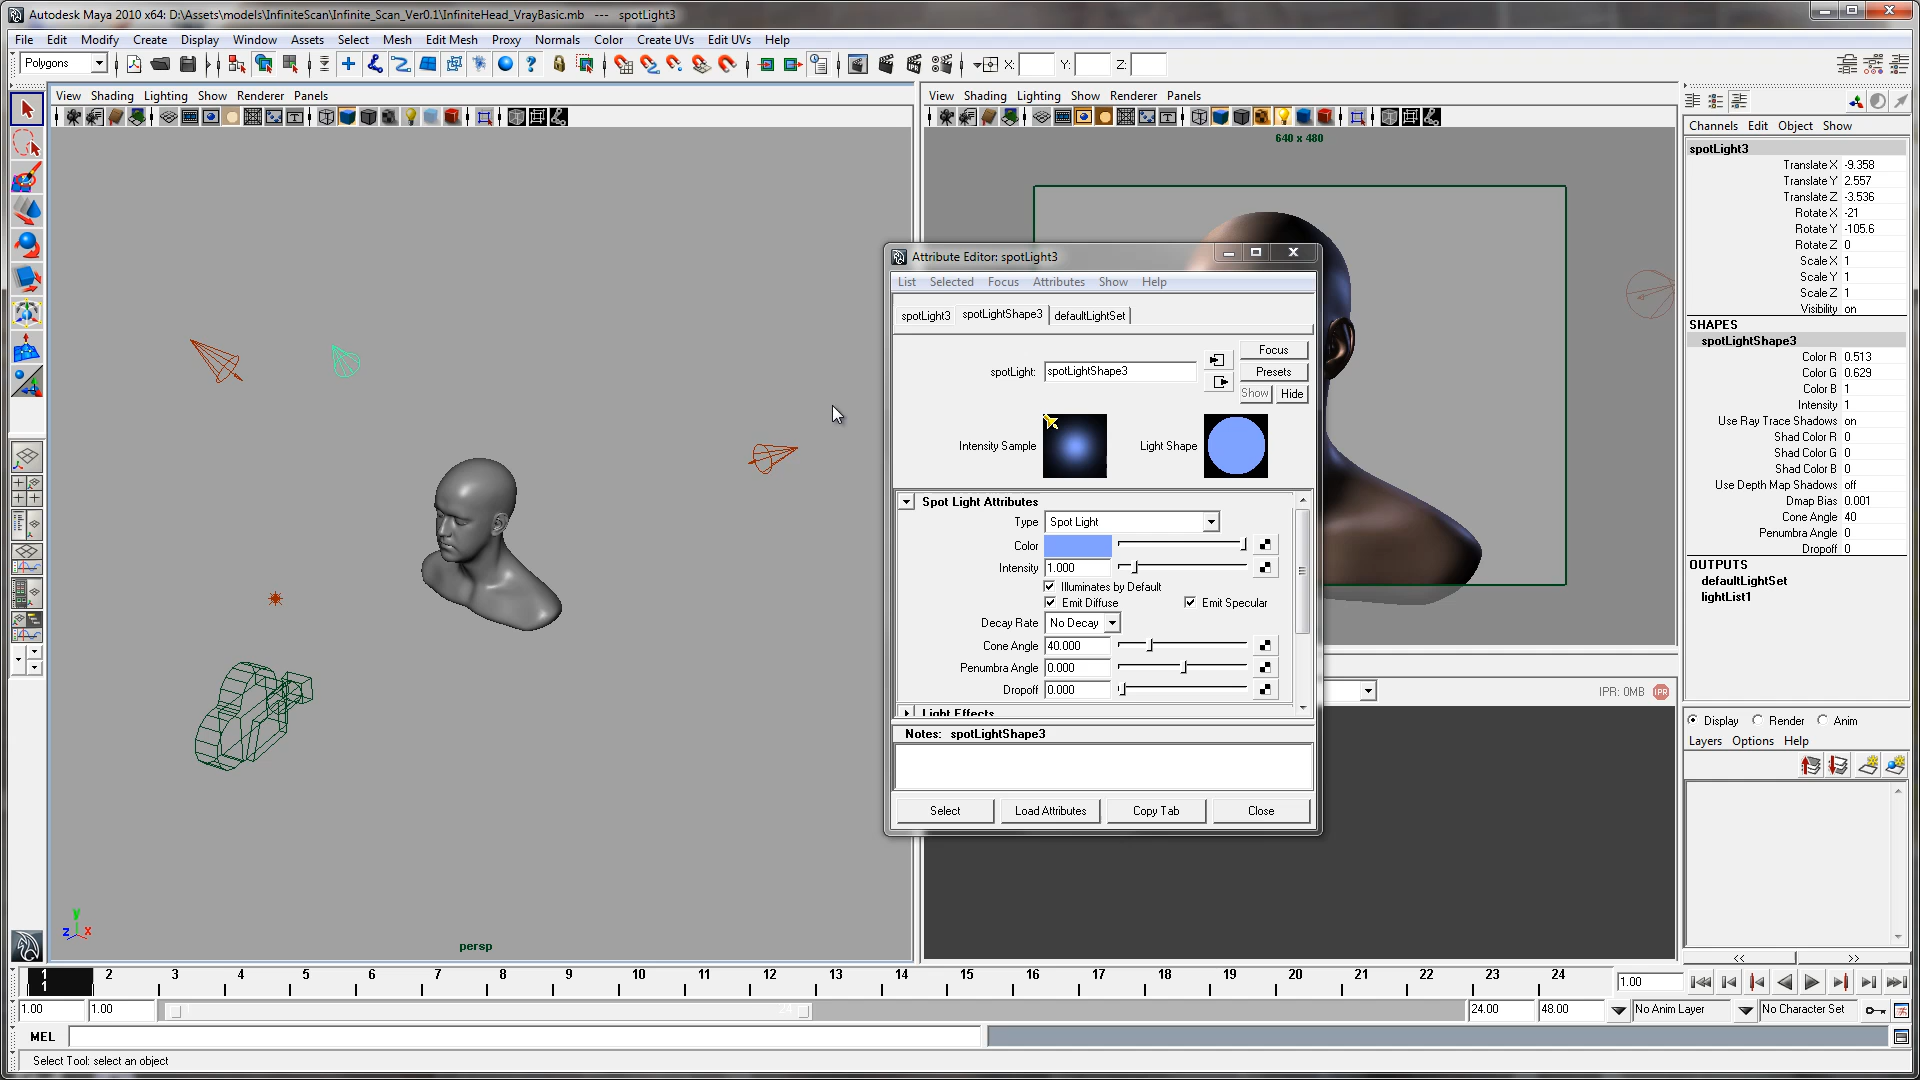 Autodesk Maya 2010 x64: D:\Assets\models\InfiniteScan\Infinite_Scan_Ver0.1\InfiniteHead_VrayBasic.mb --- spotLight3
File Edit Modify Create Display Window Assets Select Mesh Edit Mesh Proxy Normals Color Create UVs Edit UVs Help
Polygons X: Y: Z:
View Shading Lighting Show Renderer Panels
View Shading Lighting Show Renderer Panels
640 x 480
Channels Edit Object Show
spotLight3
Translate X -9.358
Translate Y 2.557
Translate Z -3.536
Rotate X -21
Rotate Y -105.6
Rotate Z 0
Scale X 1
Scale Y 1
Scale Z 1
Visibility on
SHAPES
spotLightShape3
Color R 0.513
Color G 0.629
Color B 1
Intensity 1
Use Ray Trace Shadows on
Shad Color R 0
Shad Color G 0
Shad Color B 0
Use Depth Map Shadows off
Dmap Bias 0.001
Cone Angle 40
Penumbra Angle 0
Dropoff 0
OUTPUTS
defaultLightSet
lightList1
Attribute Editor: spotLight3
List Selected Focus Attributes Show Help
spotLight3 spotLightShape3 defaultLightSet
Focus
spotLight: spotLightShape3
Presets
Show Hide
Intensity Sample Light Shape
Spot Light Attributes
Type Spot Light
Color
Intensity 1.000
Illuminates by Default
Emit Diffuse Emit Specular
Decay Rate No Decay
Cone Angle 40.000
Penumbra Angle 0.000
Dropoff 0.000
Light Effects
Notes: spotLightShape3
Select Load Attributes Copy Tab Close
IPR: 0MB IPR
Display Render Anim
Layers Options Help
<< >>
y
z x
persp
1 2 3 4 5 6 7 8 9 10 11 12 13 14 15 16 17 18 19 20 21 22 23 24
1 1.00
1.00 1.00 1 24 24.00 48.00 No Anim Layer No Character Set
MEL
Select Tool: select an object